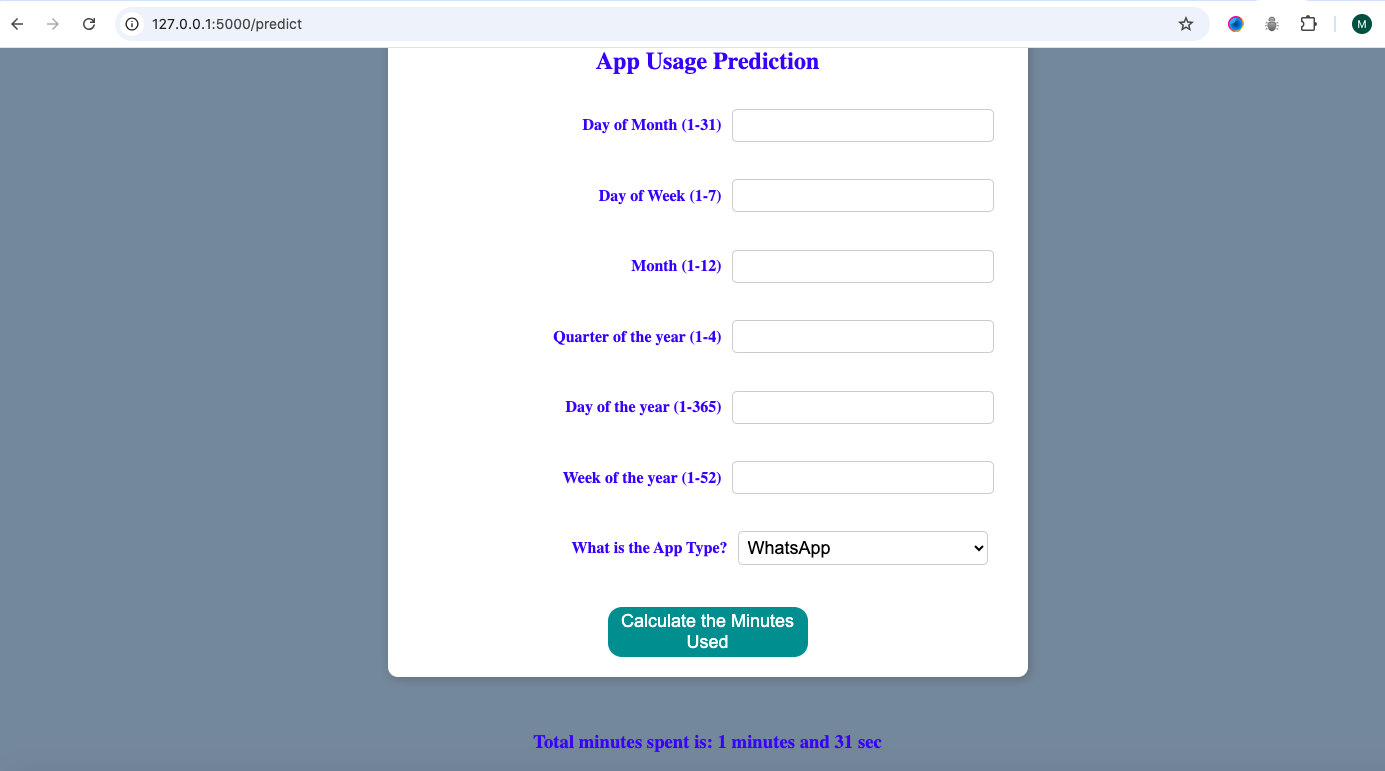 127.0.0.1:5000/predict
M
App Usage Prediction
Day of Month (1-31)
Day of Week (1-7)
Month (1-12)
Quarter of the year (1-4)
Day of the year (1-365)
Week of the year (1-52)
What is the App Type? WhatsApp
Calculate the Minutes
Used
Total minutes spent is: 1 minutes and 31 sec